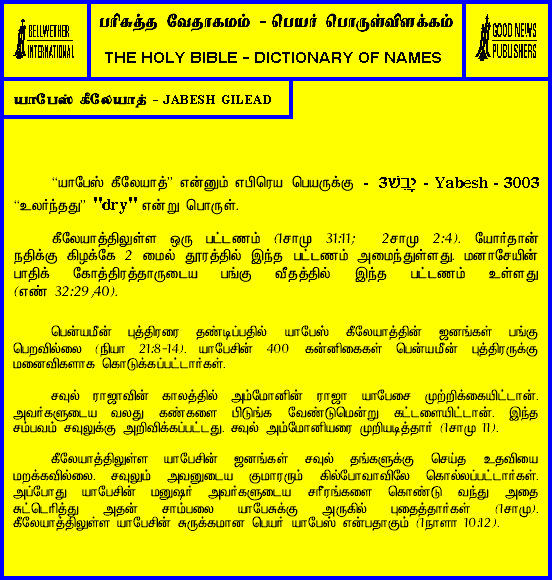 BELLWETHER
INTERNATIONAL
பரிசுத்த வேதாகமம் - பெயர் பொருள்விளக்கம்
THE HOLY BIBLE - DICTIONARY OF NAMES
GOOD NEWS
PUBLISHERS
யாபேஸ் கீலேயாத் - JABESH GILEAD
“யாபேஸ் கீலேயாத்” என்னும் எபிரெய பெயருக்கு - יָבֵשׁ3 - Yabesh - 3003
“உலர்ந்தது” "dry" என்று பொருள்.
கீலேயாத்திலுள்ள ஒரு பட்டணம் (1சாமு 31:11; 2சாமு 2:4). யோர்தான்
நதிக்கு கிழக்கே 2 மைல் தூரத்தில் இந்த பட்டணம் அமைந்துள்ளது. மனாசேயின்
பாதிக் கோத்திரத்தாருடைய பங்கு வீதத்தில் இந்த பட்டணம் உள்ளது
(எண் 32:29,40).
பென்யமீன் புத்திரரை தண்டிப்பதில் யாபேஸ் கீலேயாத்தின் ஜனங்கள் பங்கு
பெறவில்லை (நியா 21:8-14). யாபேசின் 400 கன்னிகைகள் பென்யமீன் புத்திரருக்கு
மனைவிகளாக கொடுக்கப்பட்டார்கள்.
சவுல் ராஜாவின் காலத்தில் அம்மோனின் ராஜா யாபேசை முற்றிக்கையிட்டான்.
அவர்களுடைய வலது கண்களை பிடுங்க வேண்டுமென்று கட்டளையிட்டான். இந்த
சம்பவம் சவுலுக்கு அறிவிக்கப்பட்டது. சவுல் அம்மோனியரை முறியடித்தார் (1சாமு 11).
கீலேயாத்திலுள்ள யாபேசின் ஜனங்கள் சவுல் தங்களுக்கு செய்த உதவியை
மறக்கவில்லை. சவுலும் அவனுடைய குமாரரும் கில்போவாவிலே கொல்லப்பட்டார்கள்.
அப்போது யாபேசின் மனுஷர் அவர்களுடைய சரீரங்களை கொண்டு வந்து அதை
சுட்டெரித்து அதன் சாம்பலை யாபேசுக்கு அருகில் புதைத்தார்கள் (1சாமு).
கீலேயாத்திலுள்ள யாபேசின் சுருக்கமான பெயர் யாபேஸ் என்பதாகும் (1நாளா 10:12).